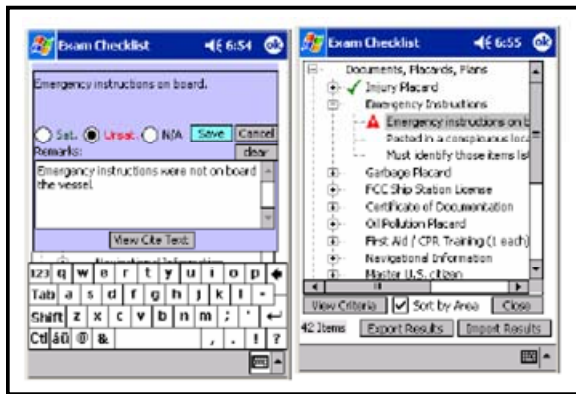 Exam Checklist 6:54 ok
Emergency instructions on board.
Sat. Unsat. N/A Save Cancel
Remarks: clear
Emergency instructions were not on board
the vessel
View Cite Text
Navigational Information
123 q w e r t y u i o p
Tab a s d f g h j k l -
Shift z x c v b n m ; '
Ctl áü @ & , . ! ?
Exam Checklist 6:55 ok
Documents, Placards, Plans
Injury Placard
Emergency Instructions
Emergency instructions on b
Posted in a conspicuous loca
Must identify those items list
Garbage Placard
FCC Ship Station License
Certificate of Documentation
Oil Pollution Placard
First Aid / CPR Training (1 each)
Navigational Information
Master U.S. citizen
View Criteria Sort by Area Close
42 Items Export Results Import Results